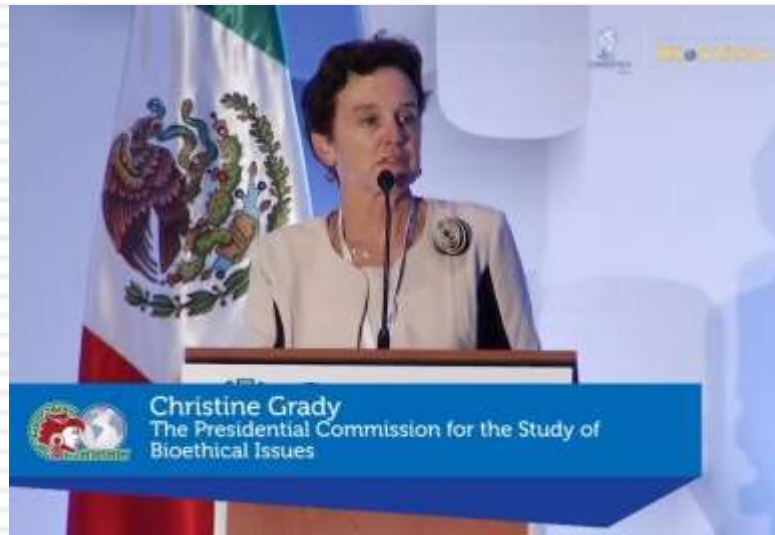 Christine Grady
The Presidential Commission for the Study of
Bioethical Issues